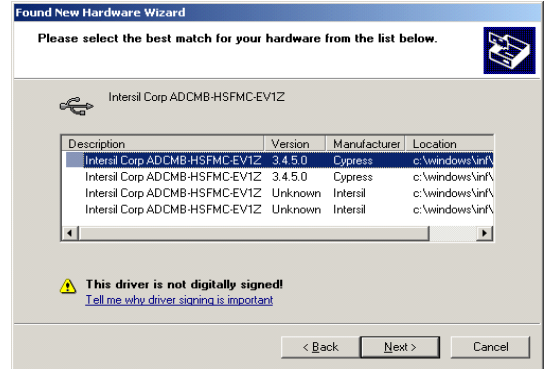 Found New Hardware Wizard
Please select the best match for your hardware from the list below.
Intersil Corp ADCMB-HSFMC-EV1Z
Description Version Manufacturer Location
Intersil Corp ADCMB-HSFMC-EV1Z 3.4.5.0 Cypress c:\windows\inf\
Intersil Corp ADCMB-HSFMC-EV1Z 3.4.5.0 Cypress c:\windows\inf\
Intersil Corp ADCMB-HSFMC-EV1Z Unknown Intersil c:\windows\inf\
Intersil Corp ADCMB-HSFMC-EV1Z Unknown Intersil c:\windows\inf\
This driver is not digitally signed!
Tell me why driver signing is important
< Back Next > Cancel